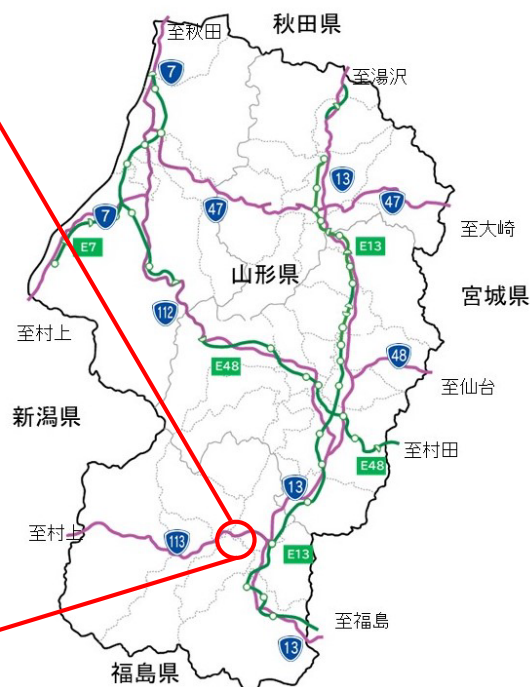 秋田県
至秋田
7
至湯沢
13
47
47
至大崎
7
E7
E13
山形県
宮城県
112
至村上
48
E48
至仙台
新潟県
至村田
E48
13
至村上
113
E13
至福島
13
福島県